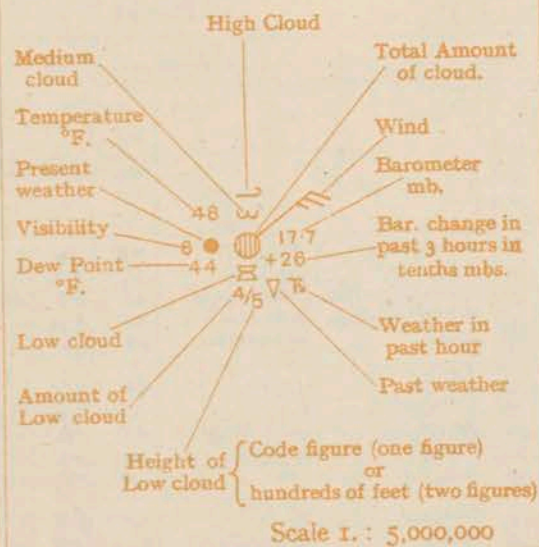 High Cloud
Medium
cloud
Total Amount
of cloud.
Temperature
°F.
Wind
Present
weather
Barometer
mb.
48
Visibility
6
17·7
Bar. change in
past 3 hours in
tenths mbs.
+26
Dew Point
°F.
44
4/5
Low cloud
Weather in
past hour
Amount of
Low cloud
Past weather
Height of
Low cloud
Code figure (one figure)
or
hundreds of feet (two figures)
Scale 1. : 5,000,000